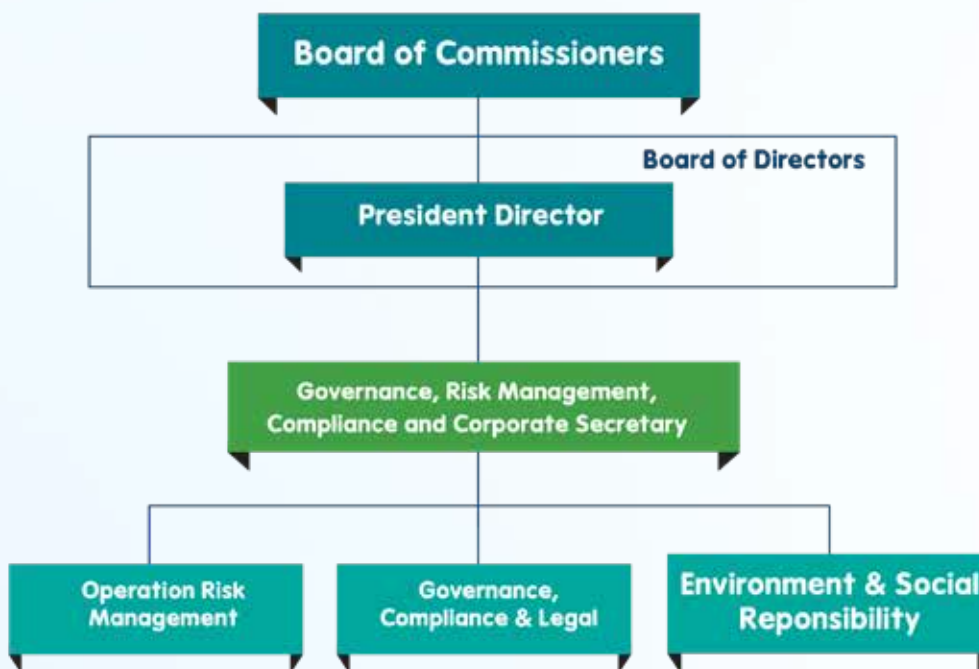 Board of Commissioners
Board of Directors
President Director
Governance, Risk Management,
Compliance and Corporate Secretary
Operation Risk
Management
Governance,
Compliance & Legal
Environment & Social
Reponsibility